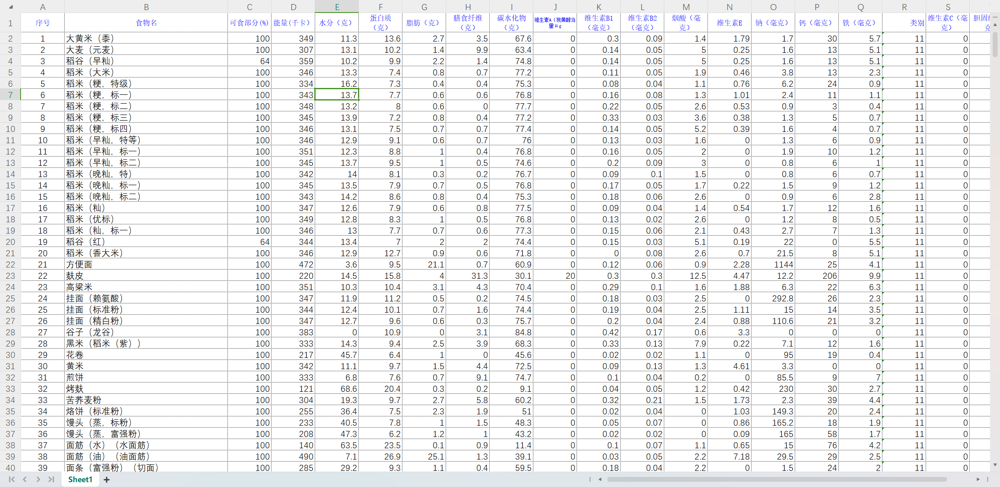 A B C D E F G H I J K L M N O P Q R S
1 序号 食物名 可食部分(%) 能量(千卡) 水分（克） 蛋白质（克） 脂肪（克） 膳食纤维（克） 碳水化物（克） 维生素A（视黄醇当量μg 维生素B1（毫克） 维生素B2（毫克） 烟酸（毫克） 维生素E 钠（毫克） 钙（毫克） 铁（毫克） 类别 维生素C（毫克）
2 1 大黄米（黍） 100 349 11.3 13.6 2.7 3.5 67.6 0 0.3 0.09 1.4 1.79 1.7 30 5.7 11 0
3 2 大麦（元麦） 100 307 13.1 10.2 1.4 9.9 63.4 0 0.14 0.05 5 0.25 1.6 13 5.1 11 0
4 3 稻谷（早籼） 64 359 10.2 9.9 2.2 1.4 74.8 0 0.14 0.05 5 0.25 1.6 13 5.1 11 0
5 4 稻米（大米） 100 346 13.3 7.4 0.8 0.7 77.2 0 0.11 0.05 1.9 0.46 3.8 13 2.3 11 0
6 5 稻米（粳，特级） 100 334 16.2 7.3 0.4 0.4 75.3 0 0.08 0.04 1.1 0.76 6.2 24 0.9 11 0
7 6 稻米（粳，标一） 100 343 13.7 7.7 0.6 0.6 76.8 0 0.16 0.08 1.3 1.01 2.4 11 1.1 11 0
8 7 稻米（粳，标二） 100 348 13.2 8 0.6 0 77.7 0 0.22 0.05 2.6 0.53 0.9 3 0.4 11 0
9 8 稻米（粳，标三） 100 345 13.9 7.2 0.8 0.4 77.2 0 0.33 0.03 3.6 0.38 1.3 5 0.7 11 0
10 9 稻米（粳，标四） 100 346 13.1 7.5 0.7 0.7 77.4 0 0.14 0.05 5.2 0.39 1.6 4 0.7 11 0
11 10 稻米（早籼，特等） 100 346 12.9 9.1 0.6 0.7 76 0 0.13 0.03 1.6 0 1.3 6 0.9 11 0
12 11 稻米（早籼，标一） 100 351 12.3 8.8 1 0.4 76.8 0 0.16 0.05 2 0 1.9 10 1.2 11 0
13 12 稻米（早籼，标二） 100 345 13.7 9.5 1 0.5 74.6 0 0.2 0.09 3 0 0.8 6 1 11 0
14 13 稻米（晚籼，特） 100 342 14 8.1 0.3 0.2 76.7 0 0.09 0.1 1.5 0 0.8 6 0.7 11 0
15 14 稻米（晚籼，标一） 100 345 13.5 7.9 0.7 0.5 76.8 0 0.17 0.05 1.7 0.22 1.5 9 1.2 11 0
16 15 稻米（晚籼，标二） 100 343 14.2 8.6 0.8 0.4 75.3 0 0.18 0.06 2.6 0 0.9 6 2.8 11 0
17 16 稻米（籼） 100 347 12.6 7.9 0.6 0.8 77.5 0 0.09 0.04 1.4 0.54 1.7 12 1.6 11 0
18 17 稻米（优标） 100 349 12.8 8.3 1 0.5 76.8 0 0.13 0.02 2.6 0 1.2 8 0.5 11 0
19 18 稻米（籼，标一） 100 346 13 7.7 0.7 0.6 77.3 0 0.15 0.06 2.1 0.43 2.7 7 1.3 11 0
20 19 稻谷（红） 64 344 13.4 7 2 2 74.4 0 0.15 0.03 5.1 0.19 22 0 5.5 11 0
21 20 稻米（香大米） 100 346 12.9 12.7 0.9 0.6 71.8 0 0 0.08 2.6 0.7 21.5 8 5.1 11 0
22 21 方便面 100 472 3.6 9.5 21.1 0.7 60.9 0 0.12 0.06 0.9 2.28 1144 25 4.1 11 0
23 22 麸皮 100 220 14.5 15.8 4 31.3 30.1 20 0.3 0.3 12.5 4.47 12.2 206 9.9 11 0
24 23 高粱米 100 351 10.3 10.4 3.1 4.3 70.4 0 0.29 0.1 1.6 1.88 6.3 22 6.3 11 0
25 24 挂面（赖氨酸） 100 347 11.9 11.2 0.5 0.2 74.5 0 0.18 0.03 2.5 0 292.8 26 2.3 11 0
26 25 挂面（标准粉） 100 344 12.4 10.1 0.7 1.6 74.4 0 0.19 0.04 2.5 1.11 15 14 3.5 11 0
27 26 挂面（精白粉） 100 347 12.7 9.6 0.6 0.3 75.7 0 0.2 0.04 2.4 0.88 110.6 21 3.2 11 0
28 27 谷子（龙谷） 100 383 0 10.9 0 3.1 84.8 0 0.42 0.17 0.6 3.3 0 0 0 11 0
29 28 黑米（稻米（紫）） 100 333 14.3 9.4 2.5 3.9 68.3 0 0.33 0.13 7.9 0.22 7.1 12 1.6 11 0
30 29 花卷 100 217 45.7 6.4 1 0 45.6 0 0.02 0.02 1.1 0 95 19 0.4 11 0
31 30 黄米 100 342 11.1 9.7 1.5 4.4 72.5 0 0.09 0.13 1.3 4.61 3.3 0 0 11 0
32 31 煎饼 100 333 6.8 7.6 0.7 9.1 74.7 0 0.1 0.04 0.2 0 85.5 9 7 11 0
33 32 烤麸 100 121 68.6 20.4 0.3 0.2 9.1 0 0.04 0.05 1.2 0.42 230 30 2.7 11 0
34 33 苦荞麦粉 100 304 19.3 9.7 2.7 5.8 60.2 0 0.32 0.21 1.5 1.73 2.3 39 4.4 11 0
35 34 烙饼（标准粉） 100 255 36.4 7.5 2.3 1.9 51 0 0.02 0.04 0 1.03 149.3 20 2.4 11 0
36 35 馒头（蒸，标粉） 100 233 40.5 7.8 1 1.5 48.3 0 0.05 0.07 0 0.86 165.2 18 1.9 11 0
37 36 馒头（蒸，富强粉） 100 208 47.3 6.2 1.2 1 43.2 0 0.02 0.02 0 0.09 165 58 1.7 11 0
38 37 面筋（水）（水面筋） 100 140 63.5 23.5 0.1 0.9 11.4 0 0.1 0.07 1.1 0.65 15 76 4.2 11 0
39 38 面筋（油）（油面筋） 100 490 7.1 26.9 25.1 1.3 39.1 0 0.03 0.05 2.2 7.18 29.5 29 2.5 11 0
40 39 面条（富强粉）（切面） 100 285 29.2 9.3 1.1 0.4 59.5 0 0.18 0.04 2.2 0 1.5 24 2 11 0
Sheet1